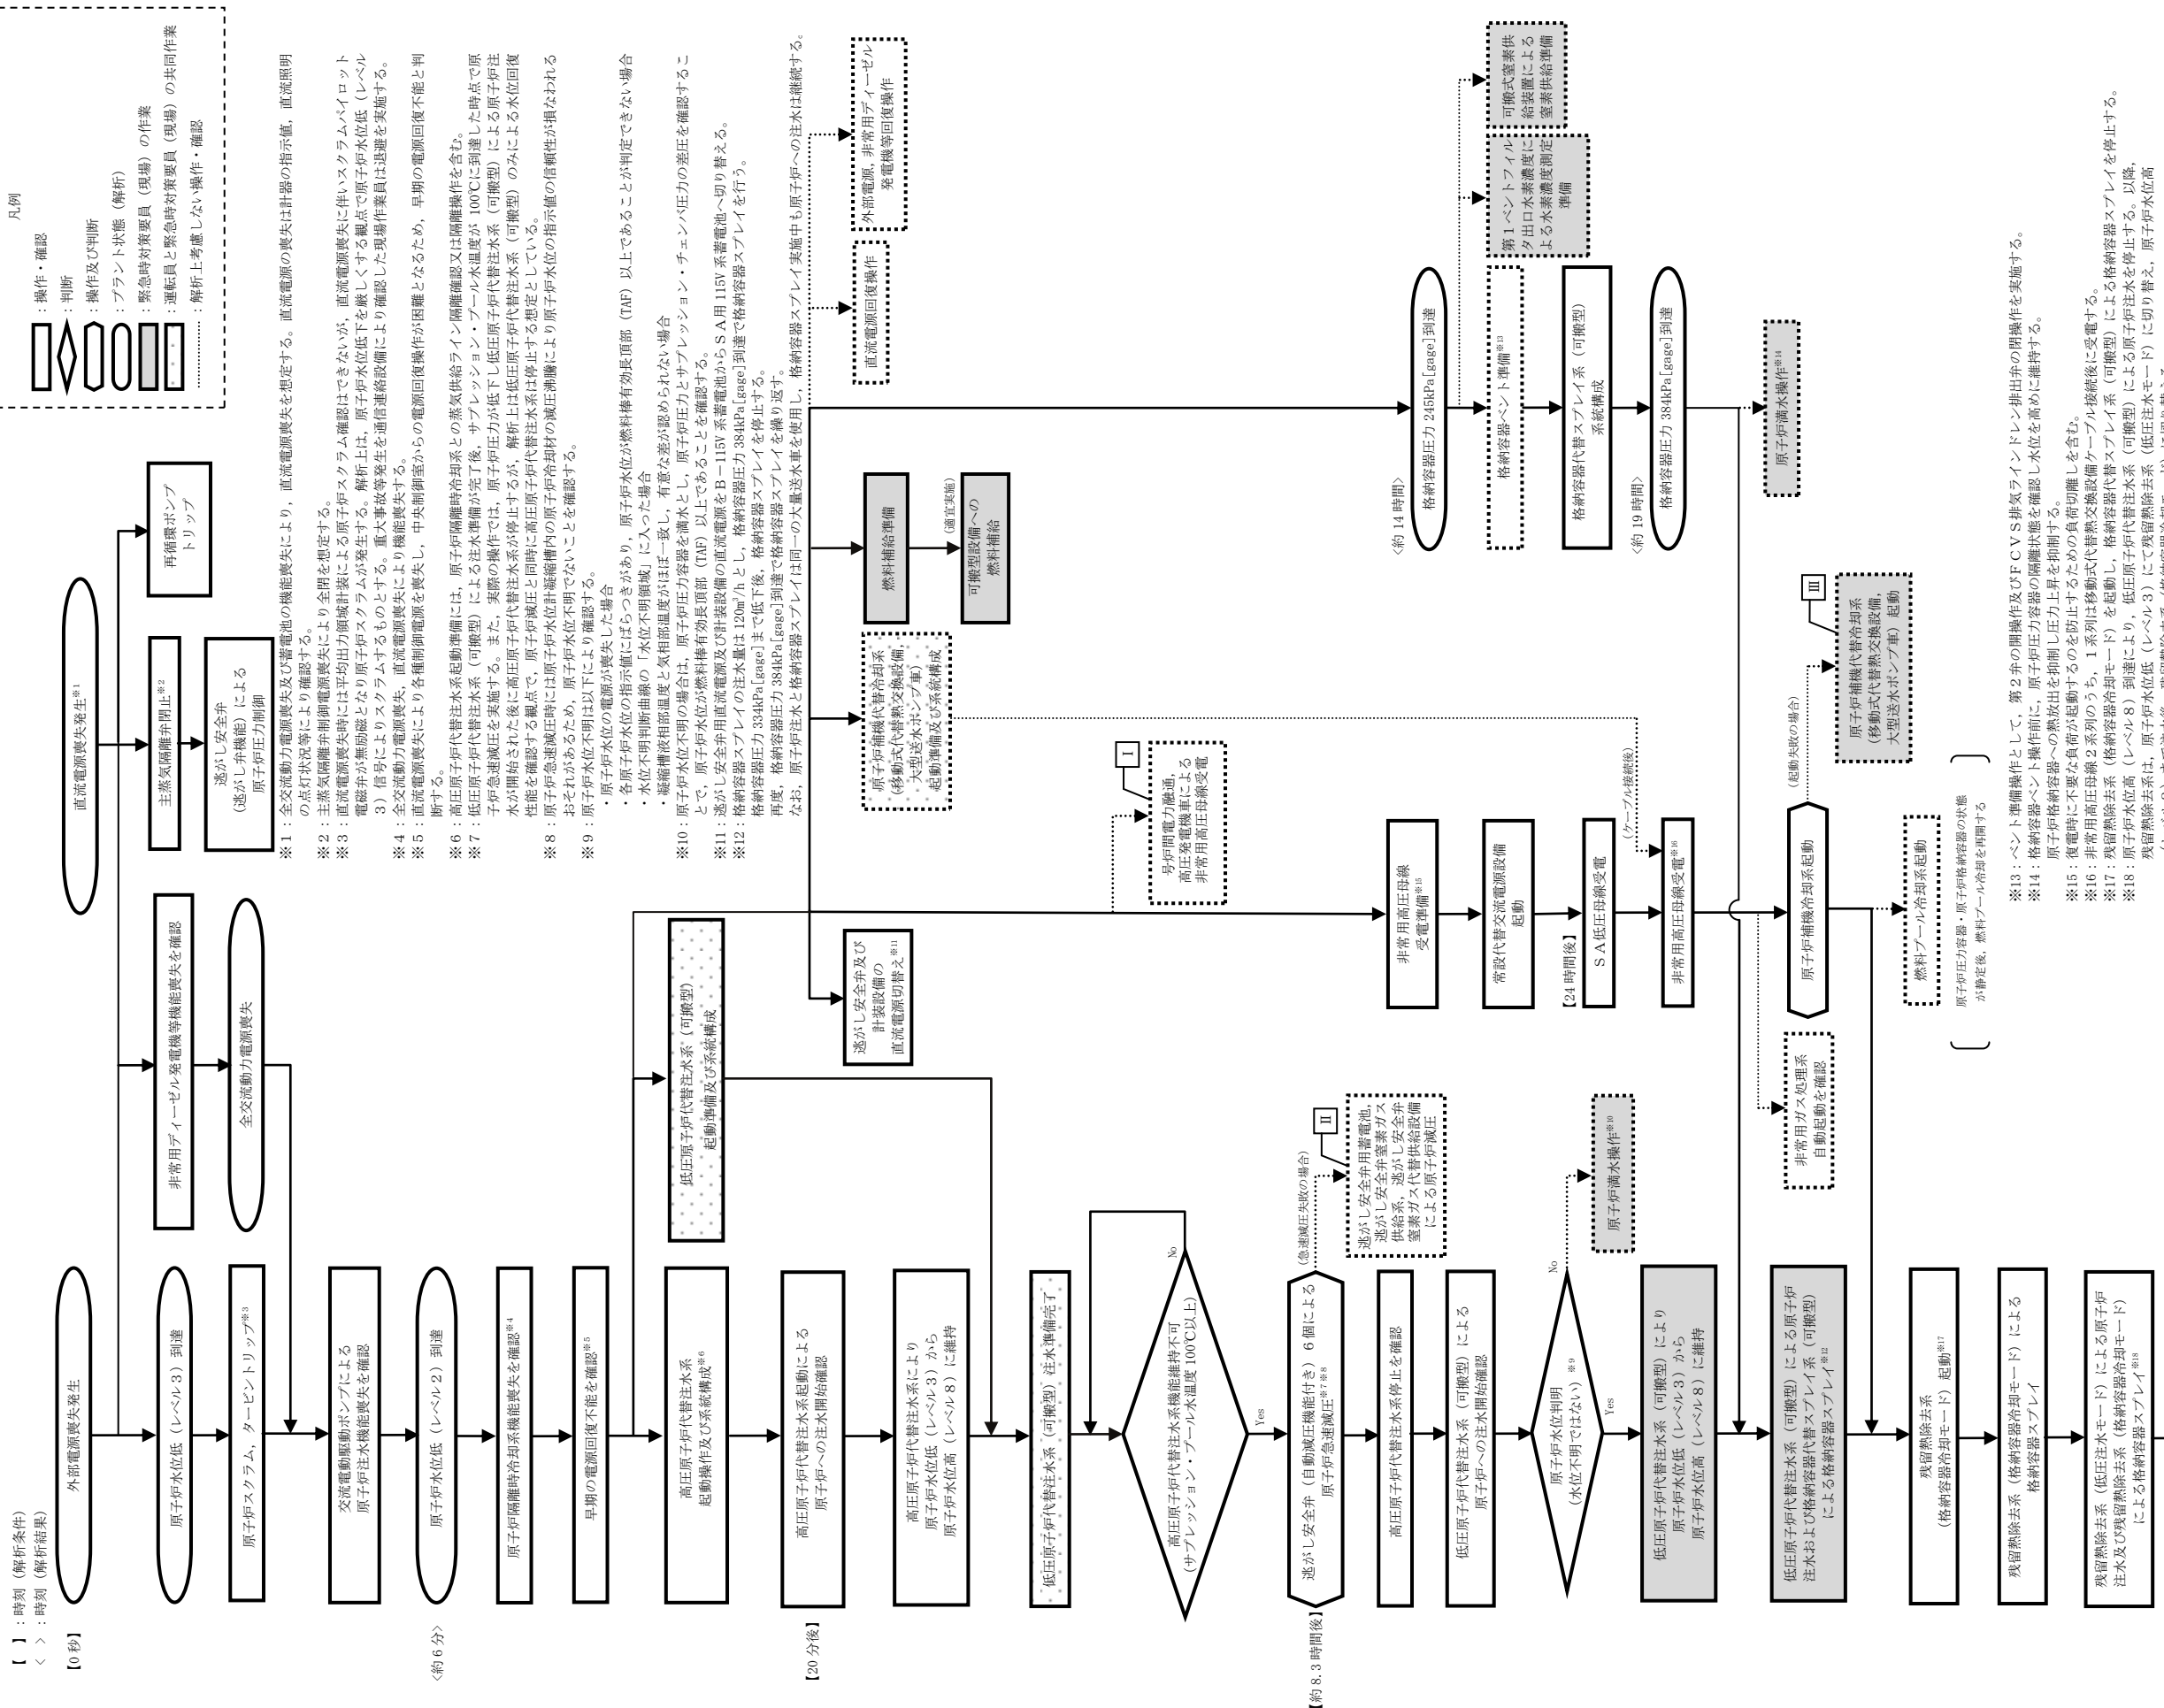 凡例
：操作・確認
：判断
：操作及び判断
：プラント状態（解析）
：緊急時対策要員（現場）の作業
：運転員と緊急時対策要員（現場）の共同作業
：解析上考慮しない操作・確認
【　】：時刻（解析条件）
＜　＞：時刻（解析結果）
【0秒】
外部電源喪失発生
直流電源喪失発生※1
原子炉水位低（レベル3）到達
非常用ディーゼル発電機等機能喪失を確認
主蒸気隔離弁閉止※2
再循環ポンプ
トリップ
原子炉スクラム，タービントリップ※3
全交流動力電源喪失
逃がし安全弁
（逃がし弁機能）による
原子炉圧力制御
交流電動駆動ポンプによる
原子炉注水機能喪失を確認
＜約6分＞
原子炉水位低（レベル2）到達
原子炉隔離時冷却系機能喪失を確認※4
早期の電源回復不能を確認※5
高圧原子炉代替注水系
起動操作及び系統構成※6
低圧原子炉代替注水系（可搬型）
起動準備及び系統構成
【20分後】
高圧原子炉代替注水系起動による
原子炉への注水開始確認
高圧原子炉代替注水系により
原子炉水位低（レベル3）から
原子炉水位高（レベル8）に維持
逃がし安全弁及び
計装設備の
直流電源切替え※11
原子炉補機代替冷却系
（移動式代替熱交換設備，
大型送水ポンプ車）
起動準備及び系統構成
燃料補給準備
（適宜実施）
可搬型設備への
燃料補給
直流電源回復操作
外部電源，非常用ディーゼル
発電機等回復操作
低圧原子炉代替注水系（可搬型）注水準備完了
高圧原子炉代替注水系機能維持不可
（サプレッション・プール水温度100℃以上）
No
Yes
Ⅰ
号炉間電力融通，
高圧発電機車による
非常用高圧母線受電
【約8.3時間後】
逃がし安全弁（自動減圧機能付き）6個による
原子炉急速減圧※7※8
（急速減圧失敗の場合）
Ⅱ
逃がし安全弁用蓄電池，
逃がし安全弁窒素ガス
供給系，逃がし安全弁
窒素ガス代替供給設備
による原子炉減圧
高圧原子炉代替注水系停止を確認
低圧原子炉代替注水系（可搬型）による
原子炉への注水開始確認
原子炉水位判明
（水位不明ではない）※9
No
Yes
原子炉満水操作※10
低圧原子炉代替注水系（可搬型）により
原子炉水位低（レベル3）から
原子炉水位高（レベル8）に維持
低圧原子炉代替注水系（可搬型）による原子炉
注水および格納容器代替スプレイ系（可搬型）
による格納容器スプレイ※12
非常用高圧母線
受電準備※15
常設代替交流電源設備
起動
【24時間後】
SA低圧母線受電
（ケーブル接続後）
非常用高圧母線受電※16
＜約14時間＞
格納容器圧力 245kPa[gage]到達
第1ベントフィル
タ出口水素濃度に
よる水素濃度測定
準備
可搬式窒素供
給装置による
窒素供給準備
格納容器ベント準備※13
格納容器代替スプレイ系（可搬型）
系統構成
＜約19時間＞
格納容器圧力 384kPa[gage]到達
原子炉満水操作※14
非常用ガス処理系
自動起動を確認
原子炉補機冷却系起動
（起動失敗の場合）
Ⅲ
原子炉補機代替冷却系
（移動式代替熱交換設備，
大型送水ポンプ車）起動
燃料プール冷却系起動
原子炉圧力容器・原子炉格納容器の状態
が静定後，燃料プール冷却を再開する
残留熱除去系
（格納容器冷却モード）起動※17
残留熱除去系（格納容器冷却モード）による
格納容器スプレイ
残留熱除去系（低圧注水モード）による原子炉
注水及び残留熱除去系（格納容器冷却モード）
による格納容器スプレイ※18
※1：全交流動力電源喪失及び蓄電池の機能喪失により，直流電源喪失を想定する。直流電源の喪失は計器の指示値，直流照明
の点灯状況等により確認する。
※2：主蒸気隔離弁制御電源喪失により全閉を想定する。
※3：直流電源喪失時には平均出力領域計装による原子炉スクラム確認はできないが，直流電源喪失に伴いスクラムパイロット
電磁弁が無励磁となり原子炉スクラムが発生する。解析上は，原子炉水位低下を厳しくする観点で原子炉水位低（レベル
3）信号によりスクラムするものとする。重大事故等発生を通信連絡設備により確認した現場作業員は退避を実施する。
※4：全交流動力電源喪失，直流電源喪失により機能喪失する。
※5：直流電源喪失により各種制御電源を喪失し，中央制御室からの電源回復操作が困難となるため，早期の電源回復不能と判
断する。
※6：高圧原子炉代替注水系起動準備には，原子炉隔離時冷却系との蒸気供給ライン隔離確認又は隔離操作を含む。
※7：低圧原子炉代替注水系（可搬型）による注水準備が完了後，サプレッション・プール水温度が100℃に到達した時点で原
子炉急速減圧を実施する。また，実際の操作では，原子炉圧力が低下し低圧原子炉代替注水系（可搬型）による原子炉注
水が開始された後に高圧原子炉代替注水系が停止するが，解析上は低圧原子炉代替注水系（可搬型）のみによる水位回復
性能を確認する観点で，原子炉減圧と同時に高圧原子炉代替注水系は停止する想定としている。
※8：原子炉急速減圧時には原子炉水位計凝縮槽内の原子炉冷却材の減圧沸騰により原子炉水位の指示値の信頼性が損なわれる
おそれがあるため，原子炉水位不明でないことを確認する。
※9：原子炉水位不明は以下により確認する。
・原子炉水位の電源が喪失した場合
・各原子炉水位の指示値にばらつきがあり，原子炉水位が燃料棒有効長頂部（TAF）以上であることが判定できない場合
・水位不明判断曲線の「水位不明領域」に入った場合
・凝縮槽液相部温度と気相部温度がほぼ一致し，有意な差が認められない場合
※10：原子炉水位不明の場合は，原子炉圧力容器を満水とし，原子炉圧力とサプレッション・チェンバ圧力の差圧を確認するこ
とで，原子炉水位が燃料棒有効長頂部（TAF）以上であることを確認する。
※11：逃がし安全弁用直流電源及び計装設備の直流電源をB－115V系蓄電池からSA用115V系蓄電池へ切り替える。
※12：格納容器スプレイの注水量は120m³/hとし，格納容器圧力384kPa[gage]到達で格納容器スプレイを行う。
格納容器圧力334kPa[gage]まで低下後，格納容器スプレイを停止する。
再度，格納容器圧力384kPa[gage]到達で格納容器スプレイを繰り返す。
なお，原子炉注水と格納容器スプレイは同一の大量送水車を使用し，格納容器スプレイ実施中も原子炉への注水は継続する。
※13：ベント準備操作として，第2弁の開操作及びFCVS排気ラインドレン排出弁の閉操作を実施する。
※14：格納容器ベント操作前に，原子炉圧力容器の隔離状態を確認し水位を高めに維持する。
原子炉格納容器への熱放出を抑制し圧力上昇を抑制する。
※15：復電時に不要な負荷が起動するのを防止するための負荷切離しを含む。
※16：非常用高圧母線2系列のうち，1系列は移動式代替熱交換設備ケーブル接続後に受電する。
※17：残留熱除去系（格納容器冷却モード）を起動し，格納容器代替スプレイ系（可搬型）による格納容器スプレイを停止する。
※18：原子炉水位高（レベル8）到達により，低圧原子炉代替注水系（可搬型）による原子炉注水を停止する。以降，
残留熱除去系は，原子炉水位低（レベル3）にて残留熱除去系（低圧注水モード）に切り替え，原子炉水位高